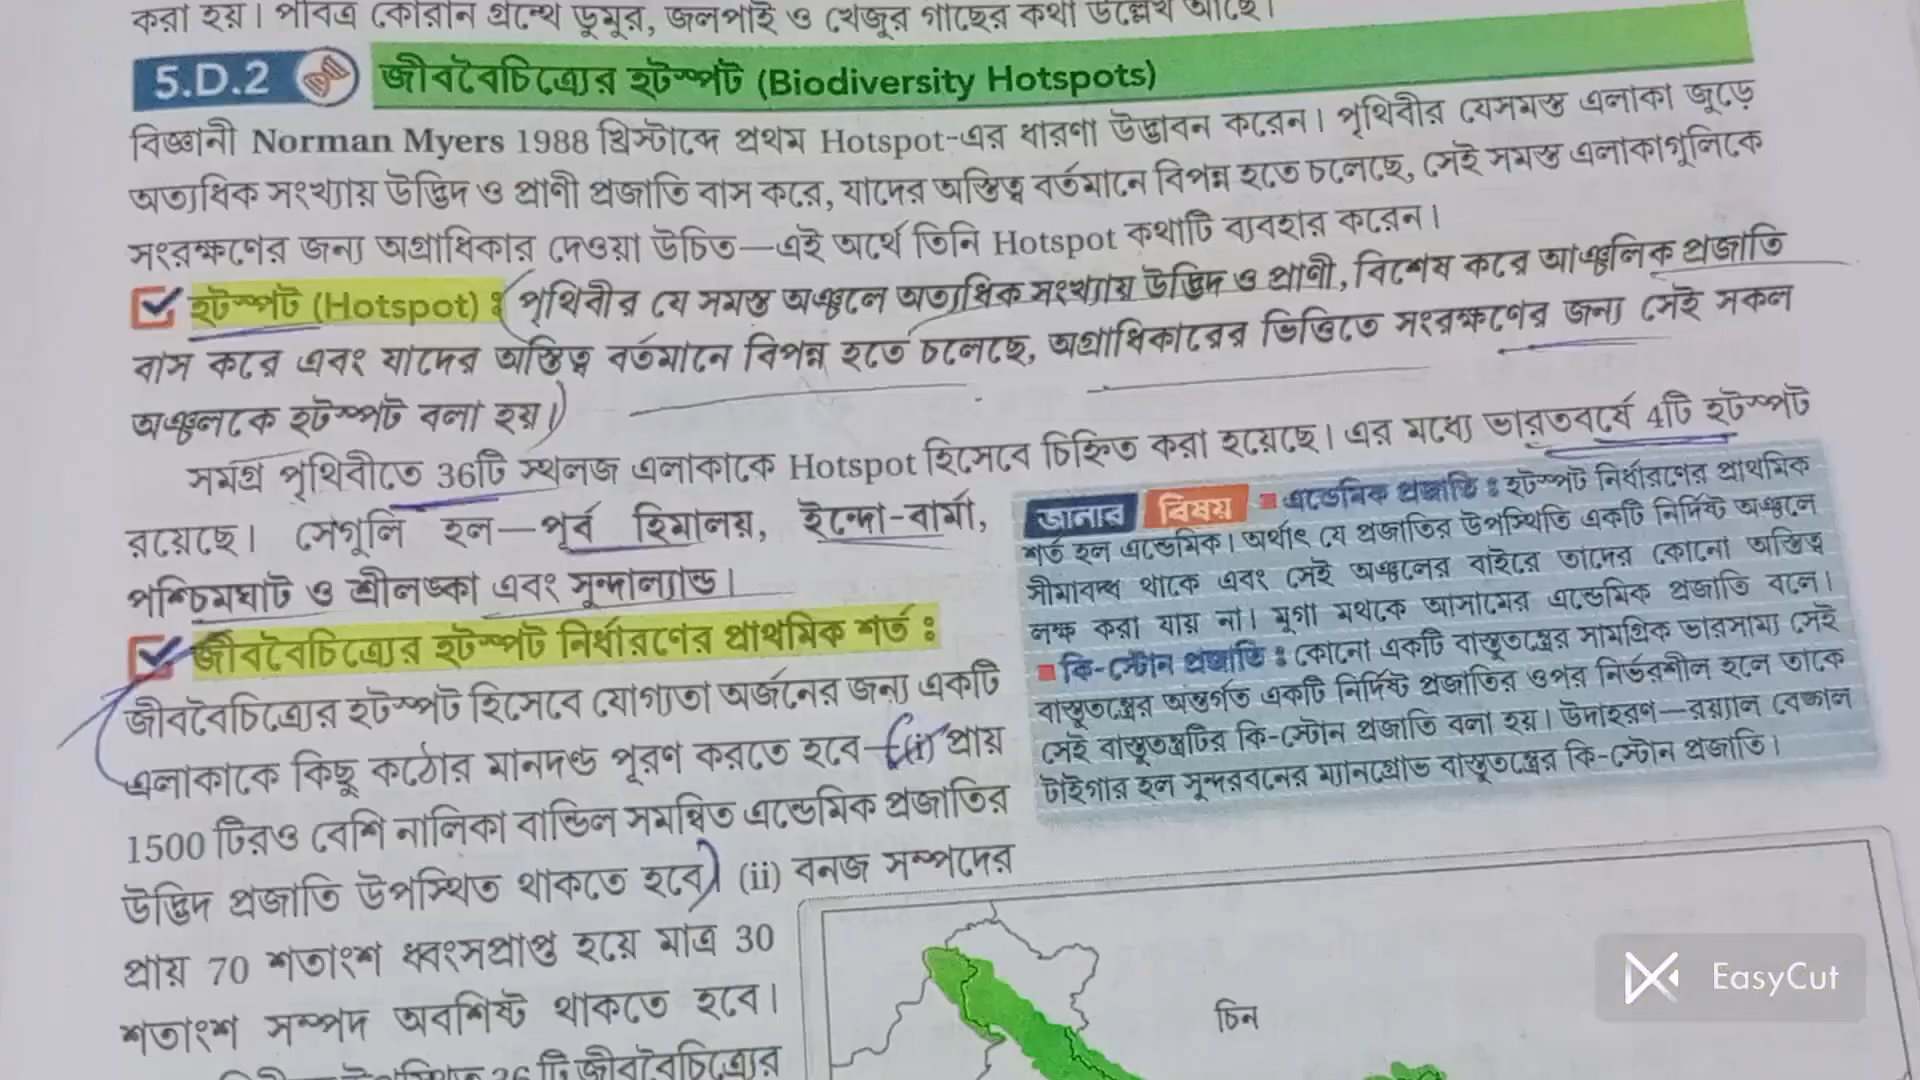 করা হয়। পবিত্র কোরান গ্রন্থে ডুমুর, জলপাই ও খেজুর গাছের কথা উল্লেখ আছে।
5.D.2 জীববৈচিত্র্যের হটস্পট (Biodiversity Hotspots)
বিজ্ঞানী Norman Myers 1988 খ্রিস্টাব্দে প্রথম Hotspot-এর ধারণা উদ্ভাবন করেন। পৃথিবীর যেসমস্ত এলাকা জুড়ে
অত্যধিক সংখ্যায় উদ্ভিদ ও প্রাণী প্রজাতি বাস করে, যাদের অস্তিত্ব বর্তমানে বিপন্ন হতে চলেছে, সেই সমস্ত এলাকাগুলিকে
সংরক্ষণের জন্য অগ্রাধিকার দেওয়া উচিত—এই অর্থে তিনি Hotspot কথাটি ব্যবহার করেন।
হটস্পট (Hotspot) : পৃথিবীর যে সমস্ত অঞ্চলে অত্যধিক সংখ্যায় উদ্ভিদ ও প্রাণী, বিশেষ করে আঞ্চলিক প্রজাতি
বাস করে এবং যাদের অস্তিত্ব বর্তমানে বিপন্ন হতে চলেছে, অগ্রাধিকারের ভিত্তিতে সংরক্ষণের জন্য সেই সকল
অঞ্চলকে হটস্পট বলা হয়।
সমগ্র পৃথিবীতে 36টি স্থলজ এলাকাকে Hotspot হিসেবে চিহ্নিত করা হয়েছে। এর মধ্যে ভারতবর্ষে 4টি হটস্পট
রয়েছে। সেগুলি হল—পূর্ব হিমালয়, ইন্দো-বার্মা,
পশ্চিমঘাট ও শ্রীলঙ্কা এবং সুন্দাল্যান্ড।
জীববৈচিত্র্যের হটস্পট নির্ধারণের প্রাথমিক শর্ত :
জীববৈচিত্র্যের হটস্পট হিসেবে যোগ্যতা অর্জনের জন্য একটি
এলাকাকে কিছু কঠোর মানদণ্ড পূরণ করতে হবে—(i) প্রায়
1500 টিরও বেশি নালিকা বান্ডিল সমন্বিত এন্ডেমিক প্রজাতির
উদ্ভিদ প্রজাতি উপস্থিত থাকতে হবে। (ii) বনজ সম্পদের
প্রায় 70 শতাংশ ধ্বংসপ্রাপ্ত হয়ে মাত্র 30
শতাংশ সম্পদ অবশিষ্ট থাকতে হবে।
36 টি জীববৈচিত্র্যের
জানার বিষয় ■ এন্ডেমিক প্রজাতি : হটস্পট নির্ধারণের প্রাথমিক
শর্ত হল এন্ডেমিক। অর্থাৎ যে প্রজাতির উপস্থিতি একটি নির্দিষ্ট অঞ্চলে
সীমাবদ্ধ থাকে এবং সেই অঞ্চলের বাইরে তাদের কোনো অস্তিত্ব
লক্ষ করা যায় না। মুগা মথকে আসামের এন্ডেমিক প্রজাতি বলে।
■ কি-স্টোন প্রজাতি : কোনো একটি বাস্তুতন্ত্রের সামগ্রিক ভারসাম্য সেই
বাস্তুতন্ত্রের অন্তর্গত একটি নির্দিষ্ট প্রজাতির ওপর নির্ভরশীল হলে তাকে
সেই বাস্তুতন্ত্রটির কি-স্টোন প্রজাতি বলা হয়। উদাহরণ—রয়্যাল বেঙ্গল
টাইগার হল সুন্দরবনের ম্যানগ্রোভ বাস্তুতন্ত্রের কি-স্টোন প্রজাতি।
চিন
EasyCut